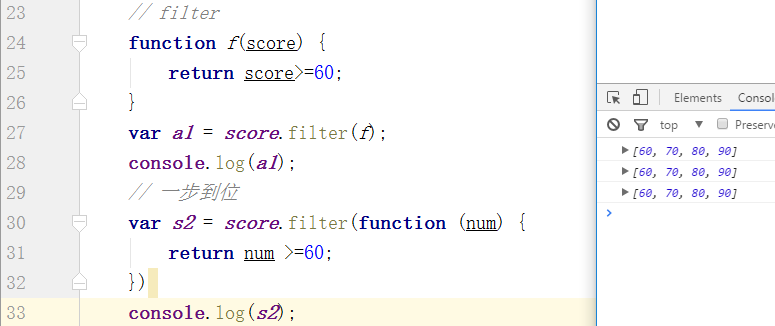 23 // filter
24 function f(score) {
25 return score>=60;
26 }
27 var a1 = score.filter(f);
28 console.log(a1);
29 // 一步到位
30 var s2 = score.filter(function (num) {
31 return num >=60;
32 })
33 console.log(s2);
Elements Conso
top ▼ Preserve
▶[60, 70, 80, 90]
▶[60, 70, 80, 90]
▶[60, 70, 80, 90]
>